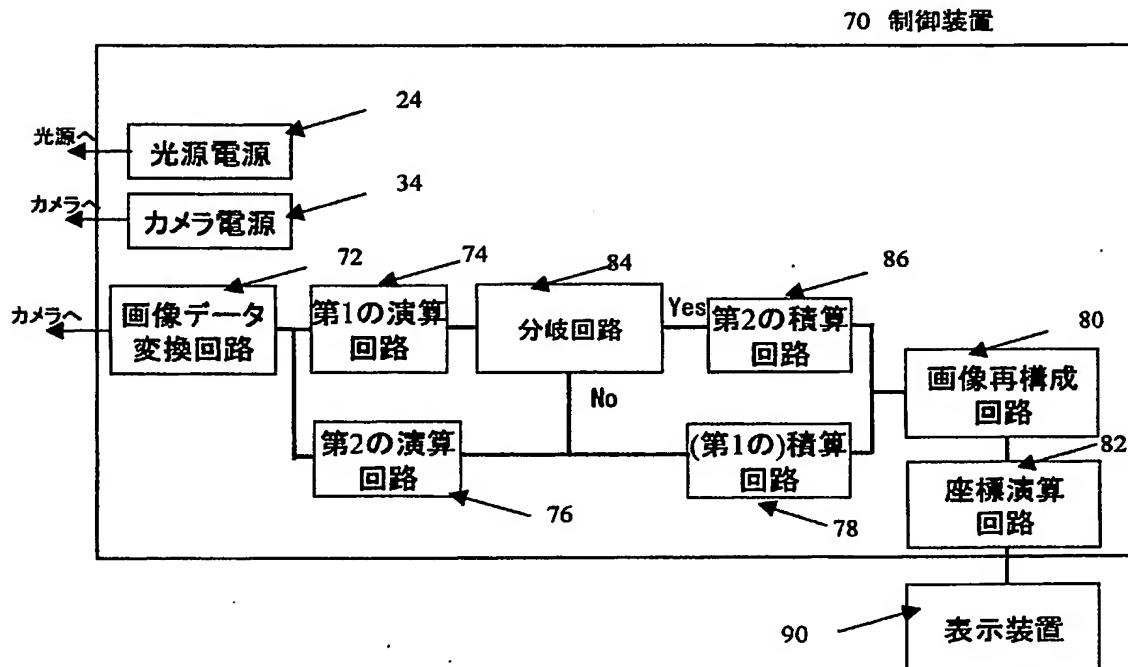 70 制御装置
24
光源へ
光源電源
34
カメラへ
カメラ電源
72
74
84
86
カメラへ
画像データ
変換回路
第1の演算
回路
分岐回路
Yes
第2の積算
回路
80
画像再構成
回路
No
第2の演算
回路
76
(第1の)積算
回路
78
82
座標演算
回路
90
表示装置